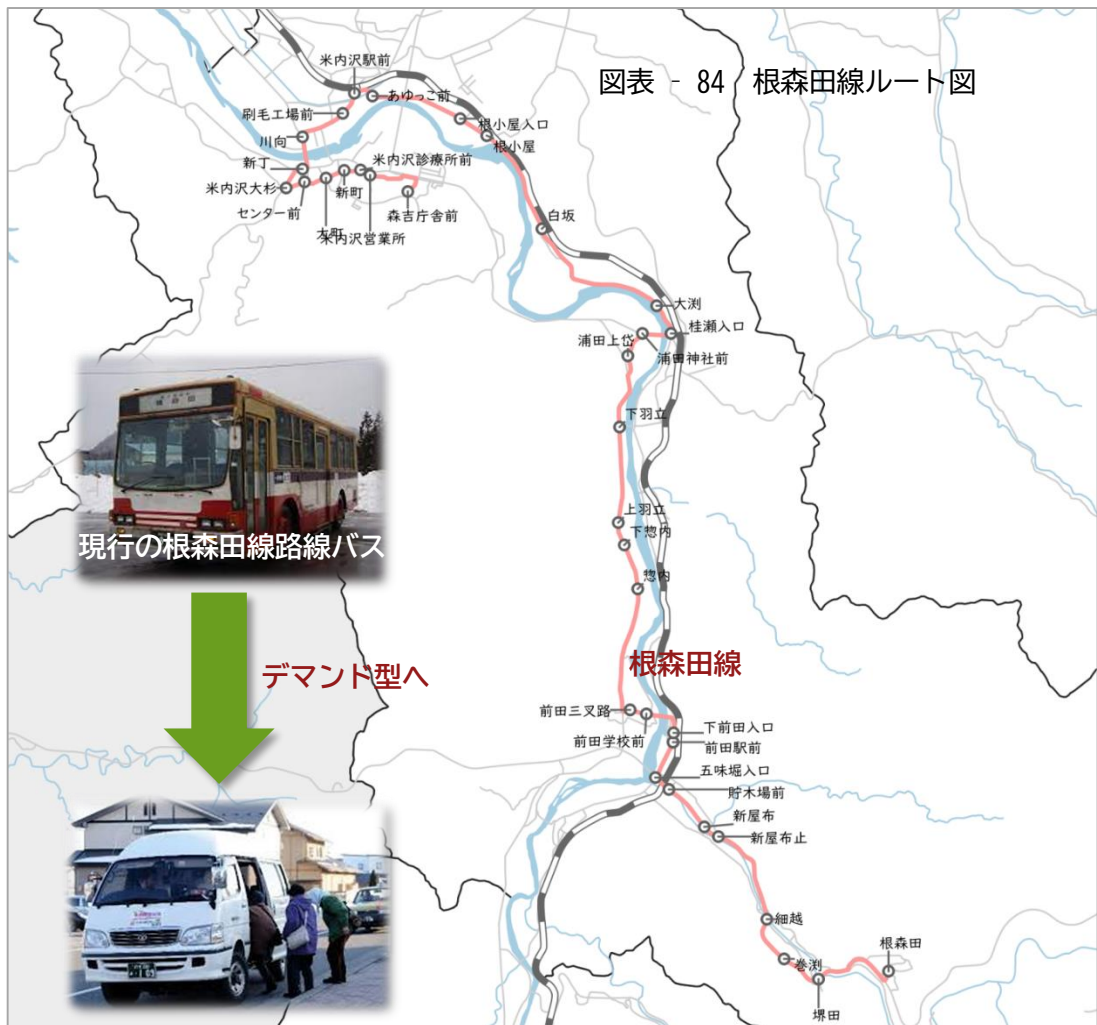 図表 - 84 根森田線ルート図
米内沢駅前
あゆっこ前
刷毛工場前
根小屋入口
川向
根小屋
新丁
米内沢診療所前
米内沢大杉
新町
センター前
森吉庁舎前
大町
米内沢営業所
白坂
大渕
桂瀬入口
浦田上岱
浦田神社前
下羽立
上羽立
下惣内
現行の根森田線路線バス
惣内
根森田線
デマンド型へ
前田三叉路
下前田入口
前田学校前
前田駅前
五味堀入口
貯木場前
新屋布
新屋布止
細越
根森田
巻渕
堺田